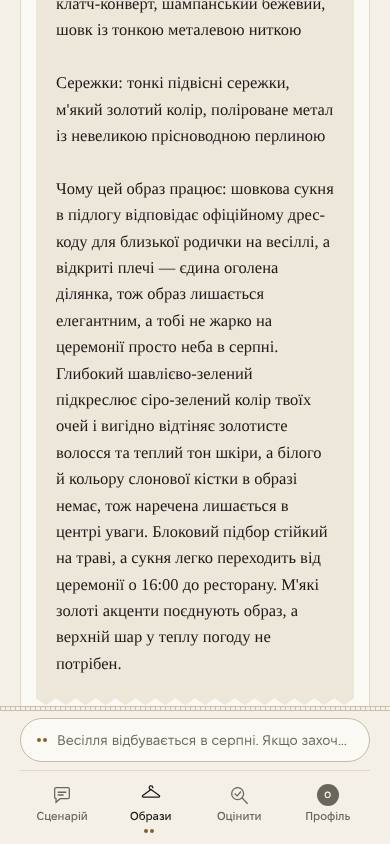 клатч-конверт, шампанський бежевий,
шовк із тонкою металевою ниткою
Сережки: тонкі підвісні сережки,
м'який золотий колір, поліроване метал
із невеликою прісноводною перлиною
Чому цей образ працює: шовкова сукня
в підлогу відповідає офіційному дрес-
коду для близької родички на весіллі, а
відкриті плечі — єдина оголена
ділянка, тож образ лишається
елегантним, а тобі не жарко на
церемонії просто неба в серпні.
Глибокий шавлієво-зелений
підкреслює сіро-зелений колір твоїх
очей і вигідно відтіняє золотисте
волосся та теплий тон шкіри, а білого
й кольору слонової кістки в образі
немає, тож наречена лишається в
центрі уваги. Блоковий підбор стійкий
на траві, а сукня легко переходить від
церемонії о 16:00 до ресторану. М'які
золоті акценти поєднують образ, а
верхній шар у теплу погоду не
потрібен.
Весілля відбувається в серпні. Якщо захоч...
Сценарій
Образи
Оцінити
О
Профіль